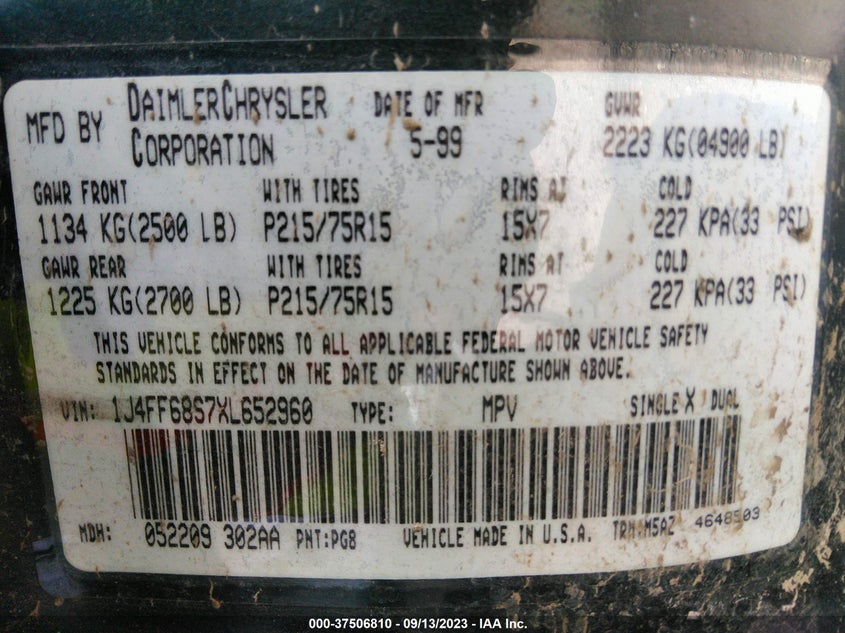 MFD BY DAIMLERCHRYSLER CORPORATION DATE OF MFR 5-99 GVWR 2223 KG(04900 LB)
GAWR FRONT WITH TIRES RIMS AT COLD
1134 KG(2500 LB) P215/75R15 15X7 227 KPA(33 PSI)
GAWR REAR WITH TIRES RIMS AT COLD
1225 KG(2700 LB) P215/75R15 15X7 227 KPA(33 PSI)
THIS VEHICLE CONFORMS TO ALL APPLICABLE FEDERAL MOTOR VEHICLE SAFETY
STANDARDS IN EFFECT ON THE DATE OF MANUFACTURE SHOWN ABOVE.
VIN: 1J4FF68S7XL652960 TYPE: MPV SINGLE X DUAL
MDH: 052209 302AA PNT:PG8 VEHICLE MADE IN U.S.A. TRM:M5AZ 4648503
000-37506810 - 09/13/2023 - IAA Inc.